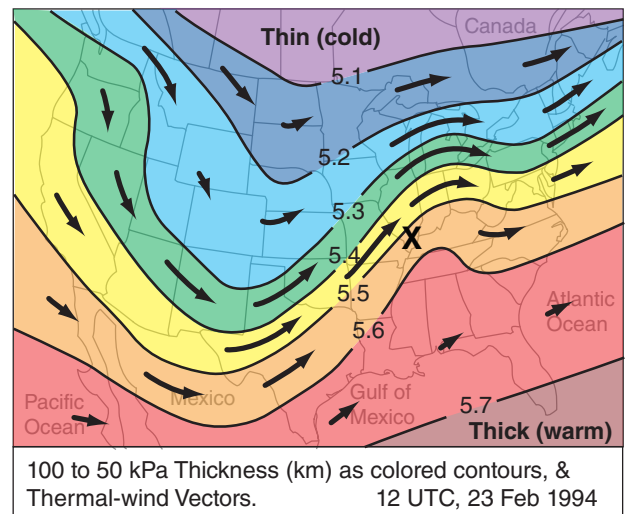 Thin (cold)
Canada
5.1
5.2
5.3
5.4
X
5.5
5.6
Atlantic
Ocean
Pacific
Ocean
Mexico
Gulf of
Mexico
5.7
Thick (warm)
100 to 50 kPa Thickness (km) as colored contours, &
Thermal-wind Vectors. 12 UTC, 23 Feb 1994